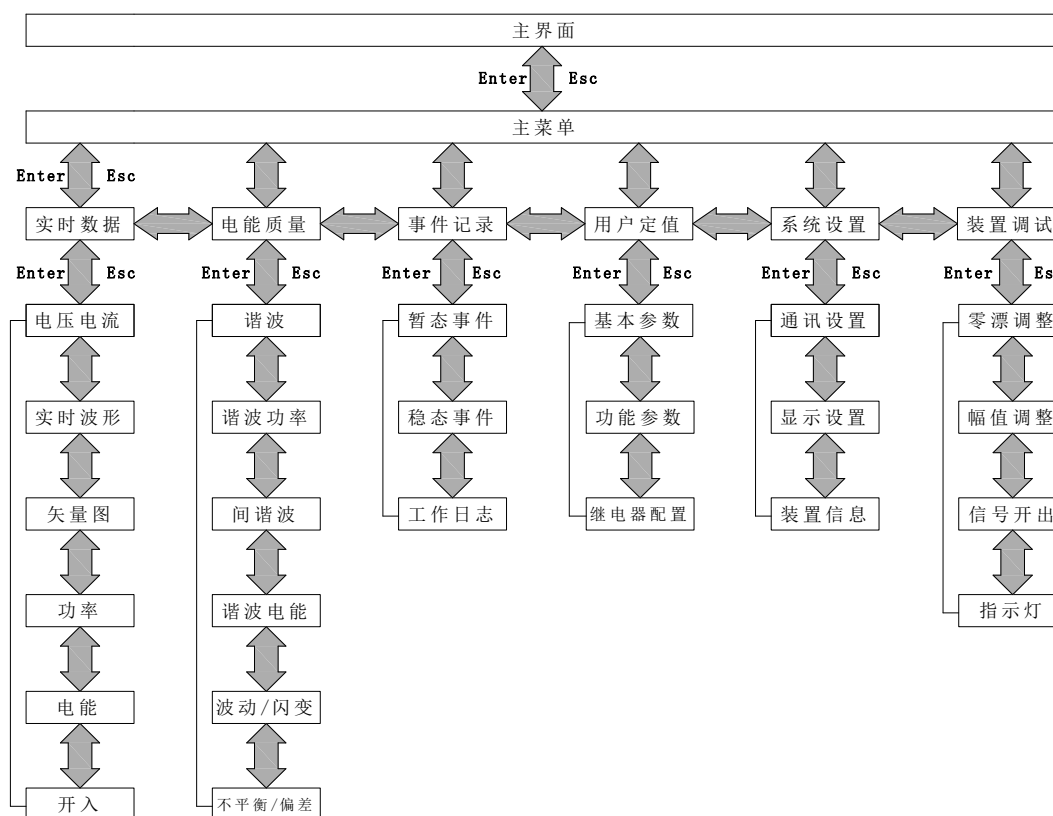 主界面
Enter Esc
主菜单
Enter Esc
实时数据 电能质量 事件记录 用户定值 系统设置 装置调试
Enter Esc Enter Esc Enter Esc Enter Esc Enter Esc Enter Es
电压电流 谐波 暂态事件 基本参数 通讯设置 零漂调整
实时波形 谐波功率 稳态事件 功能参数 显示设置 幅值调整
矢量图 间谐波 工作日志 继电器配置 装置信息 信号开出
功率 谐波电能 指示灯
电能 波动/闪变
开入 不平衡/偏差